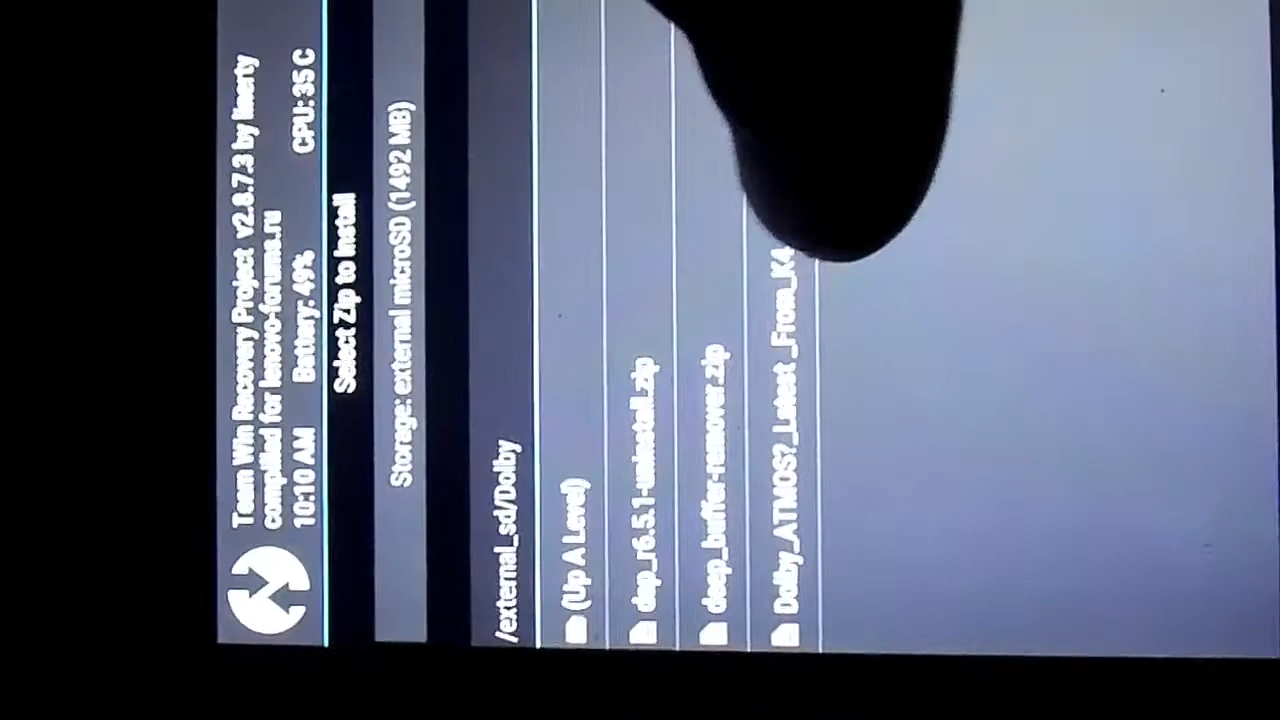 Team Win Recovery Project v2.8.7.3 by linerty
compiled for lenovo-forums.ru
10:10 AM Battery: 49% CPU: 35 C
Select Zip to Install
Storage: external microSD (1492 MB)
/external_sd/Dolby
(Up A Level)
dap_r6.5.1-uninstall.zip
deep_buffer-remover.zip
Dolby_ATMOS?_Latest_From_K4